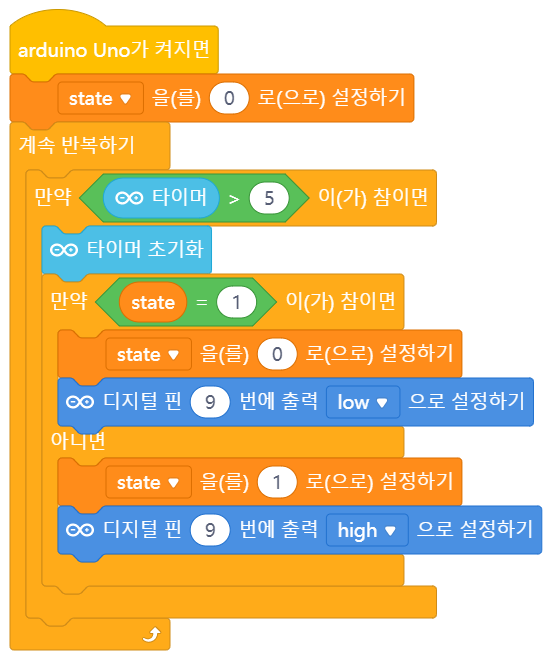 arduino Uno가 켜지면
state ▼ 을(를) 0 로(으로) 설정하기
계속 반복하기
만약 타이머 > 5 이(가) 참이면
타이머 초기화
만약 state = 1 이(가) 참이면
state ▼ 을(를) 0 로(으로) 설정하기
디지털 핀 9 번에 출력 low ▼ 으로 설정하기
아니면
state ▼ 을(를) 1 로(으로) 설정하기
디지털 핀 9 번에 출력 high ▼ 으로 설정하기